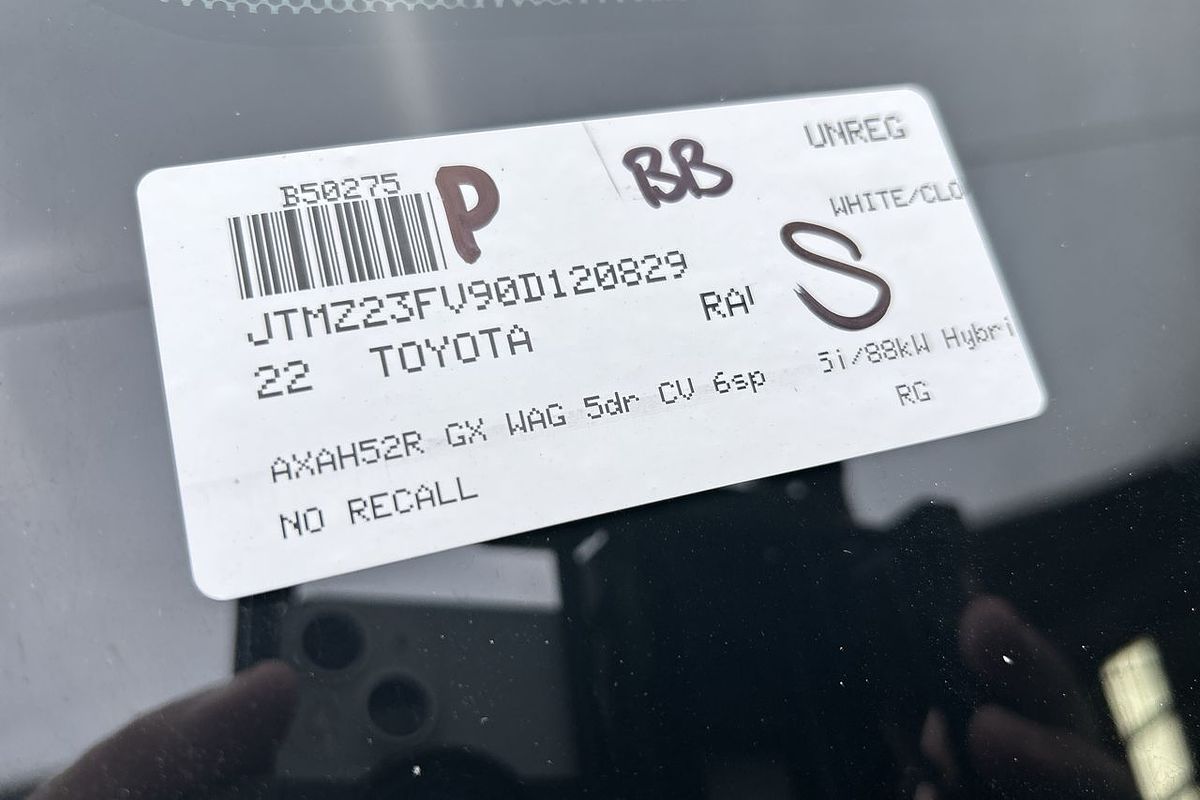 B50275 P BB UNREG
WHITE/CLO
JTMZ23FV90D120829 S
22 TOYOTA RA
AXAH52R GX WAG 5dr CV 6sp 5i/88kW Hybri
NO RECALL RG